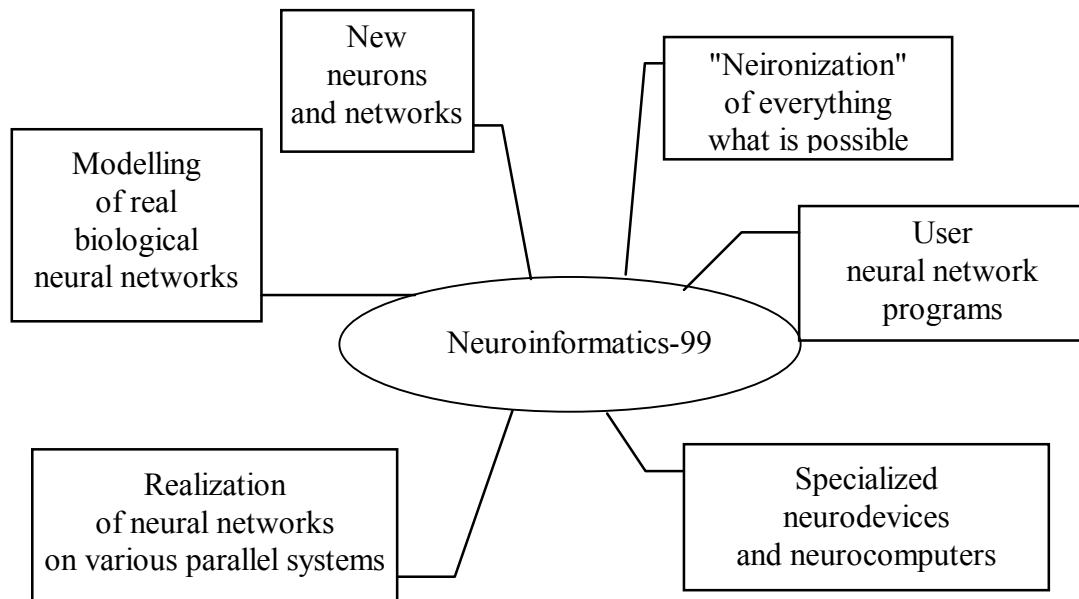 New
neurons
and networks
"Neironization"
of everything
what is possible
Modelling
of real
biological
neural networks
User
neural network
programs
Neuroinformatics-99
Realization
of neural networks
on various parallel systems
Specialized
neurodevices
and neurocomputers